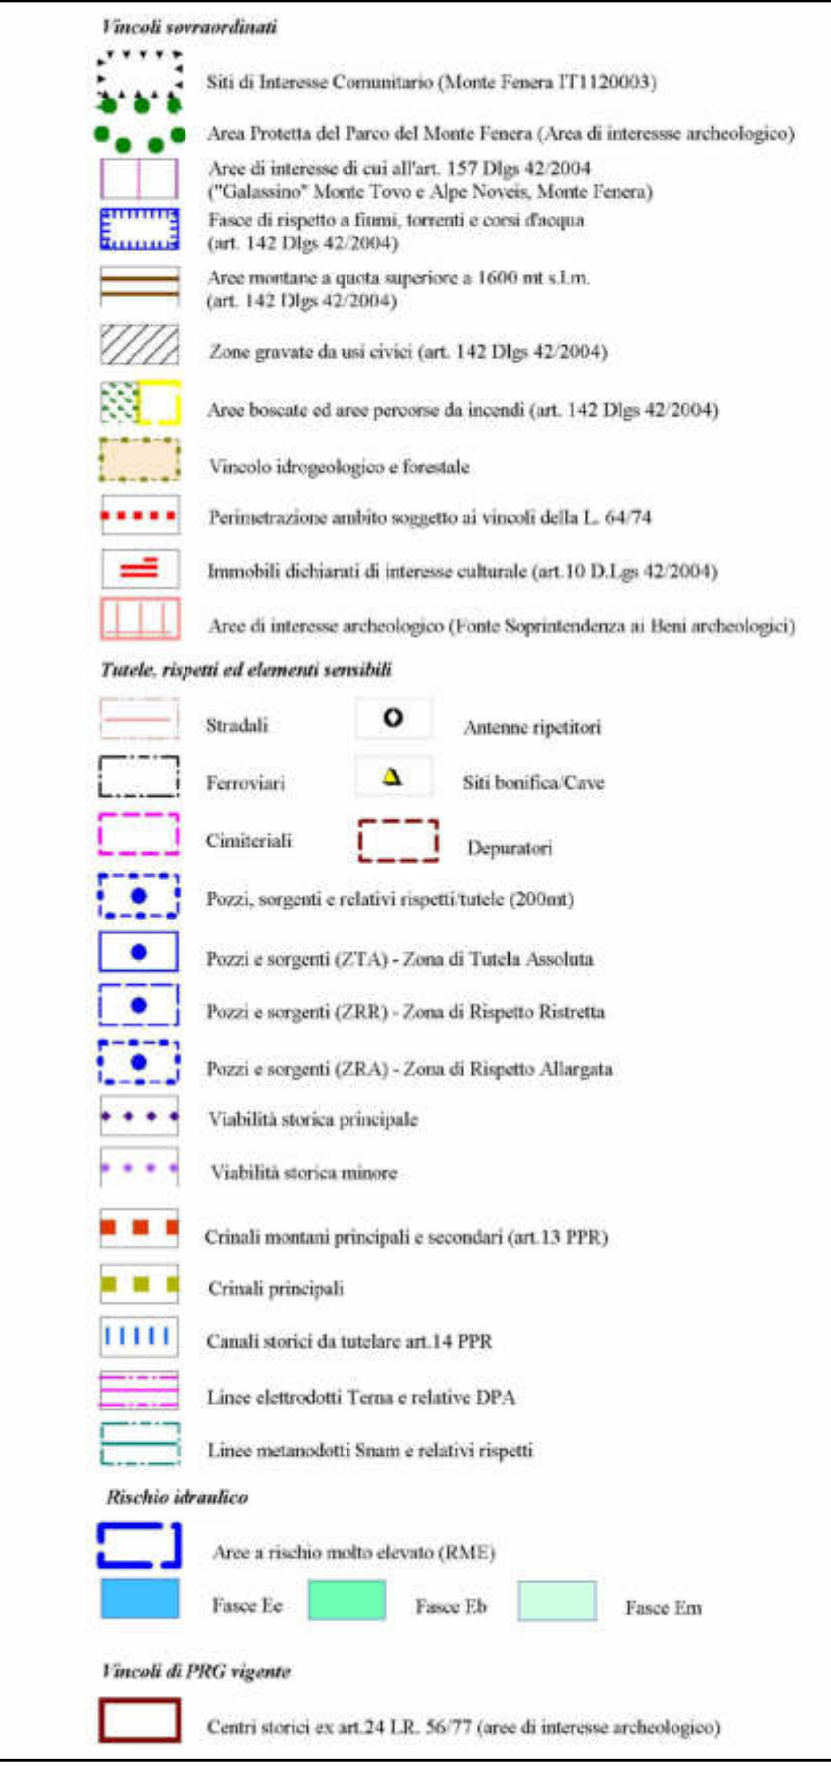 Vincoli sovraordinati
Siti di Interesse Comunitario (Monte Fenera IT1120003)
Area Protetta del Parco del Monte Fenera (Area di interessse archeologico)
Aree di interesse di cui all'art. 157 Dlgs 42/2004
("Galassino" Monte Tovo e Alpe Noveis, Monte Fenera)
Fasce di rispetto a fiumi, torrenti e corsi d'acqua
(art. 142 Dlgs 42/2004)
Aree montane a quota superiore a 1600 mt s.l.m.
(art. 142 Dlgs 42/2004)
Zone gravate da usi civici (art. 142 Dlgs 42/2004)
Aree boscate ed aree percorse da incendi (art. 142 Dlgs 42/2004)
Vincolo idrogeologico e forestale
Perimetrazione ambito soggetto ai vincoli della L. 64/74
Immobili dichiarati di interesse culturale (art.10 D.Lgs 42/2004)
Aree di interesse archeologico (Fonte Soprintendenza ai Beni archeologici)
Tutele, rispetti ed elementi sensibili
Stradali
Antenne ripetitori
Ferroviari
Siti bonifica/Cave
Cimiteriali
Depuratori
Pozzi, sorgenti e relativi rispetti/tutele (200mt)
Pozzi e sorgenti (ZTA) - Zona di Tutela Assoluta
Pozzi e sorgenti (ZRR) - Zona di Rispetto Ristretta
Pozzi e sorgenti (ZRA) - Zona di Rispetto Allargata
Viabilità storica principale
Viabilità storica minore
Crinali montani principali e secondari (art.13 PPR)
Crinali principali
Canali storici da tutelare art.14 PPR
Linee elettrodotti Terna e relative DPA
Linee metanodotti Snam e relativi rispetti
Rischio idraulico
Aree a rischio molto elevato (RME)
Fasce Ee
Fasce Eb
Fasce Em
Vincoli di PRG vigente
Centri storici ex art.24 LR. 56/77 (aree di interesse archeologico)